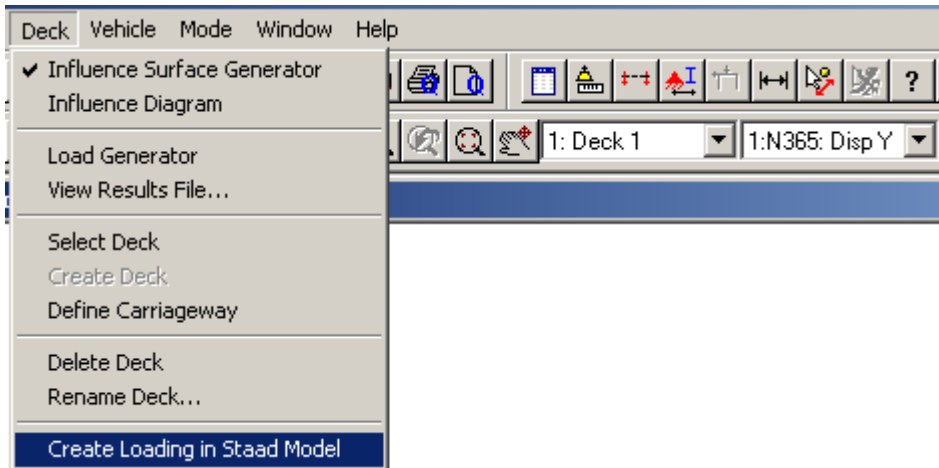 Deck Vehicle Mode Window Help
Influence Surface Generator
Influence Diagram
1: Deck 1 1:N365: Disp Y
Load Generator
View Results File...
Select Deck
Create Deck
Define Carriageway
Delete Deck
Rename Deck...
Create Loading in Staad Model